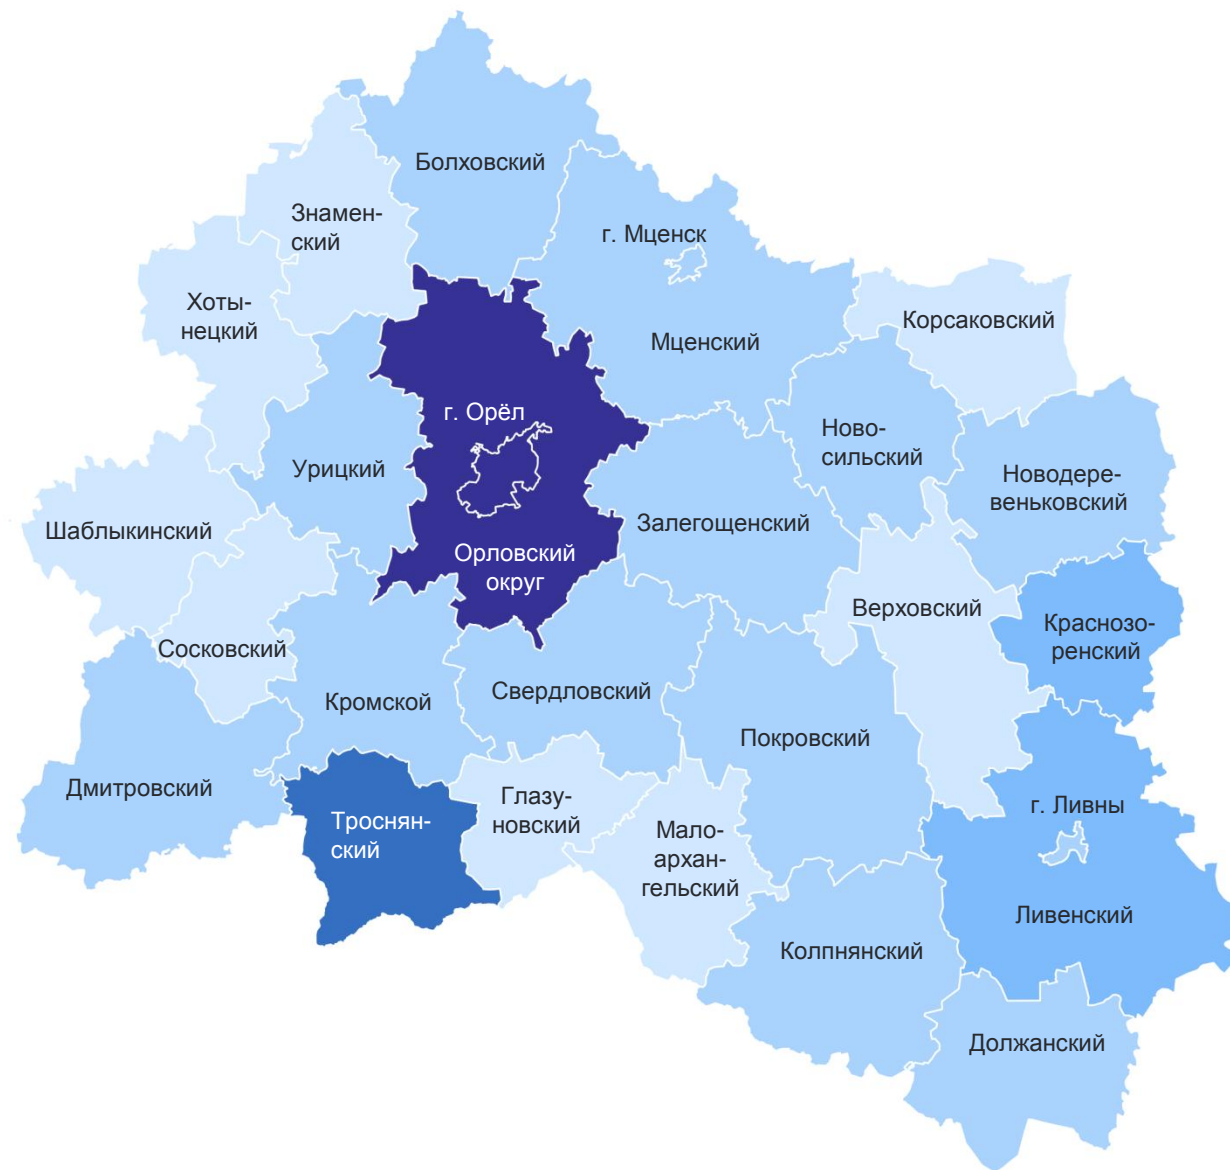 Болховский
Знамен-
ский
г. Мценск
Хоты-
нецкий
Корсаковский
Мценский
г. Орёл
Ново-
сильский
Урицкий
Новодере-
веньковский
Шаблыкинский
Залегощенский
Орловский
округ
Верховский
Краснозо-
ренский
Сосковский
Свердловский
Кромской
Покровский
Дмитровский
Глазу-
новский
г. Ливны
Троснян-
ский
Мало-
архан-
гельский
Ливенский
Колпнянский
Должанский